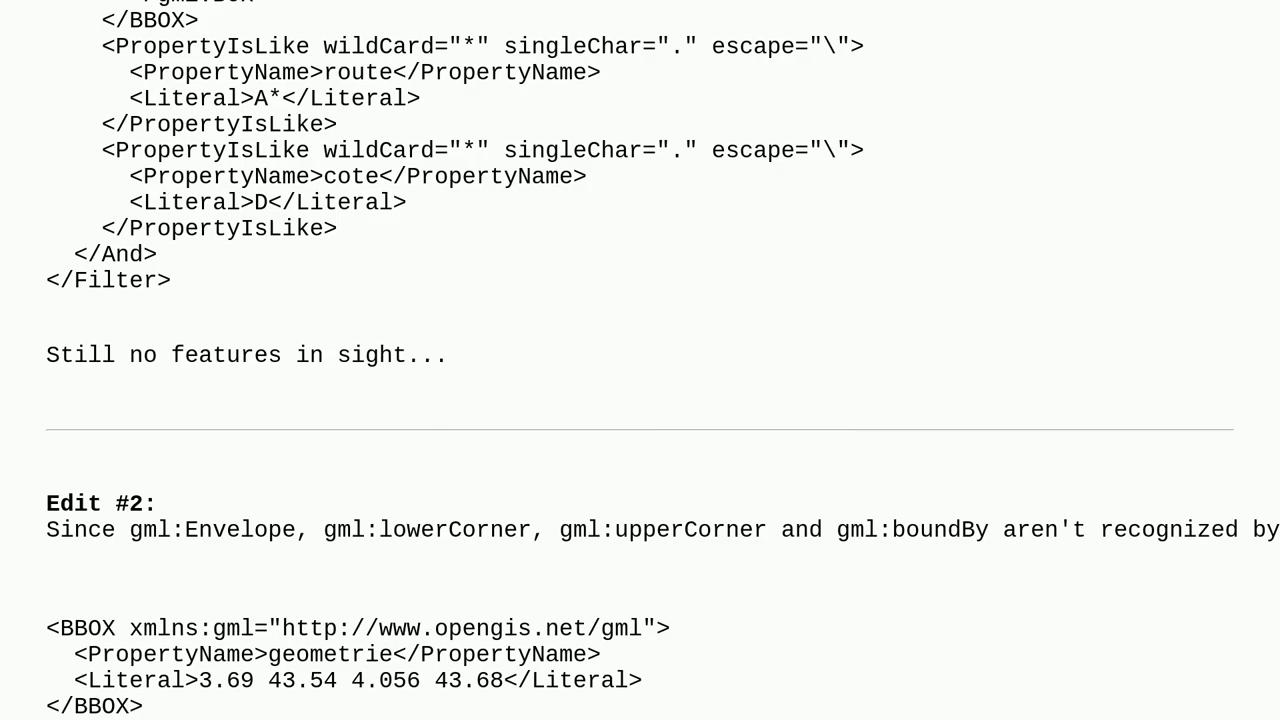 </BBOX>
    <PropertyIsLike wildCard="*" singleChar="." escape="\">
      <PropertyName>route</PropertyName>
      <Literal>A*</Literal>
    </PropertyIsLike>
    <PropertyIsLike wildCard="*" singleChar="." escape="\">
      <PropertyName>cote</PropertyName>
      <Literal>D</Literal>
    </PropertyIsLike>
  </And>
</Filter>
Still no features in sight...
Edit #2:
Since gml:Envelope, gml:lowerCorner, gml:upperCorner and gml:boundBy aren't recognized by
<BBOX xmlns:gml="http://www.opengis.net/gml">
  <PropertyName>geometrie</PropertyName>
  <Literal>3.69 43.54 4.056 43.68</Literal>
</BBOX>